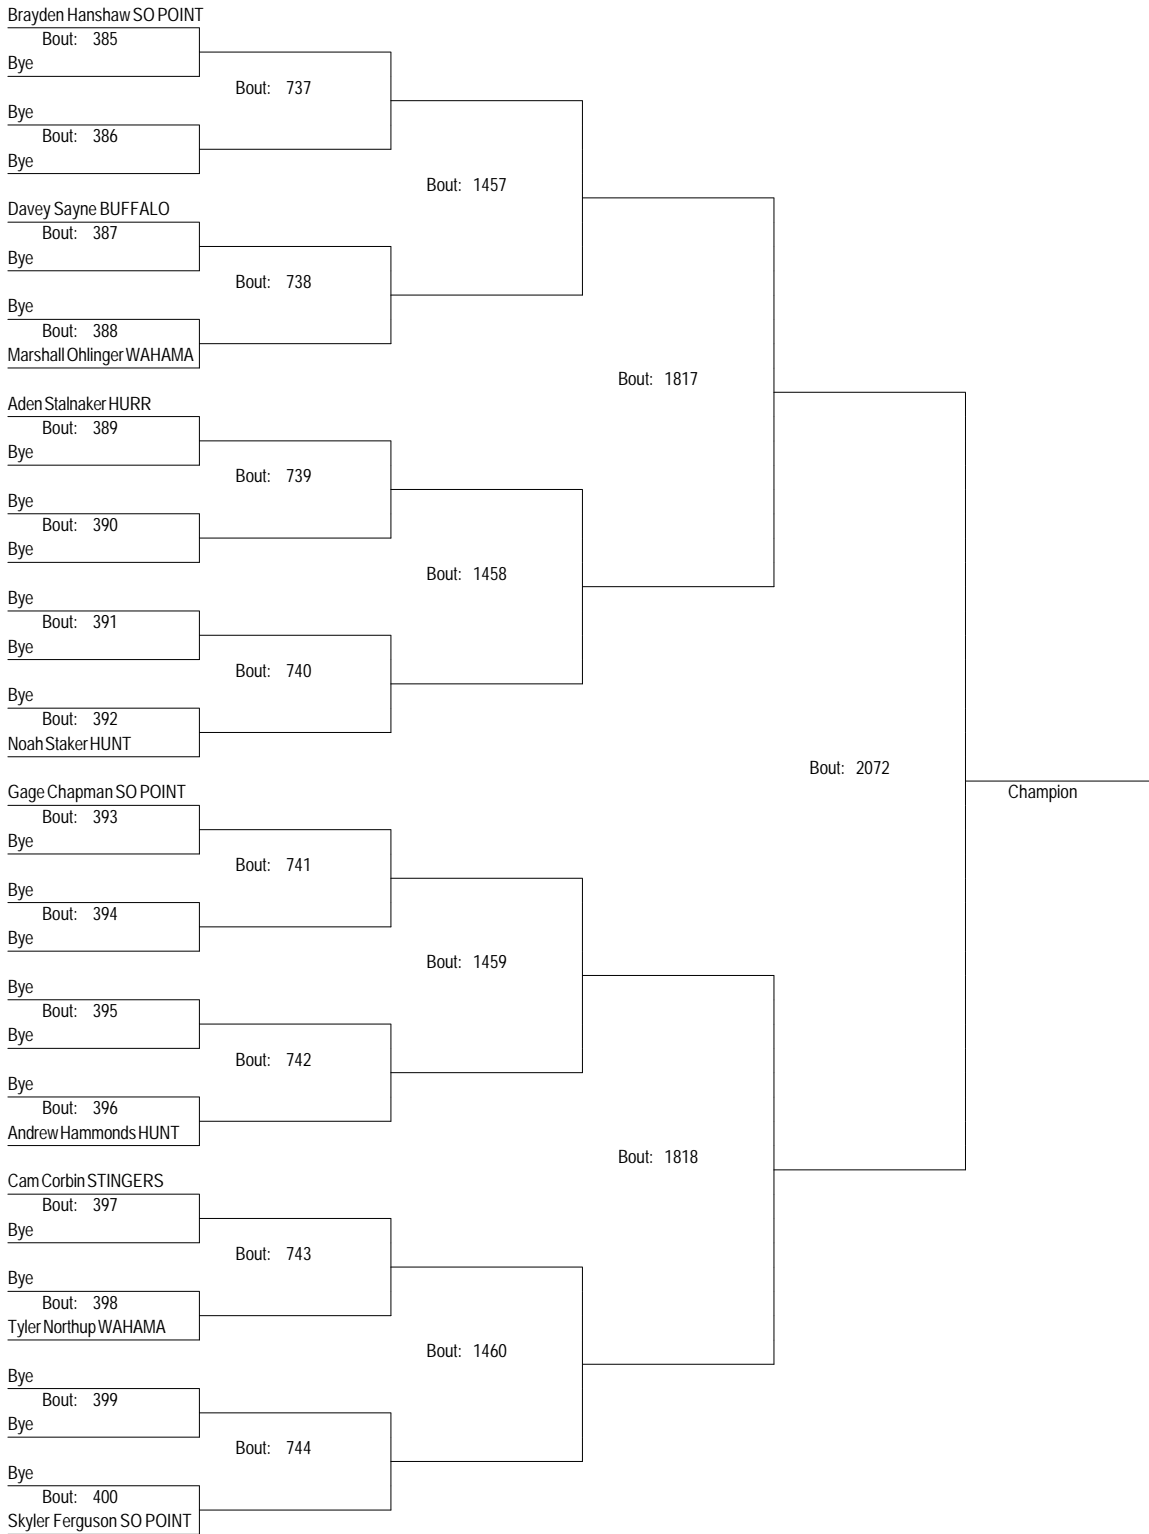 Brayden Hanshaw SO POINT
Bout: 385
Bye
Bout: 737
Bye
Bout: 386
Bye
Bout: 1457
Davey Sayne BUFFALO
Bout: 387
Bye
Bout: 738
Bye
Bout: 388
Marshall Ohlinger WAHAMA
Bout: 1817
Aden Stalnaker HURR
Bout: 389
Bye
Bout: 739
Bye
Bout: 390
Bye
Bout: 1458
Bye
Bout: 391
Bye
Bout: 740
Bye
Bout: 392
Noah Staker HUNT
Bout: 2072
Champion
Gage Chapman SO POINT
Bout: 393
Bye
Bout: 741
Bye
Bout: 394
Bye
Bout: 1459
Bye
Bout: 395
Bye
Bout: 742
Bye
Bout: 396
Andrew Hammonds HUNT
Bout: 1818
Cam Corbin STINGERS
Bout: 397
Bye
Bout: 743
Bye
Bout: 398
Tyler Northup WAHAMA
Bout: 1460
Bye
Bout: 399
Bye
Bout: 744
Bye
Bout: 400
Skyler Ferguson SO POINT